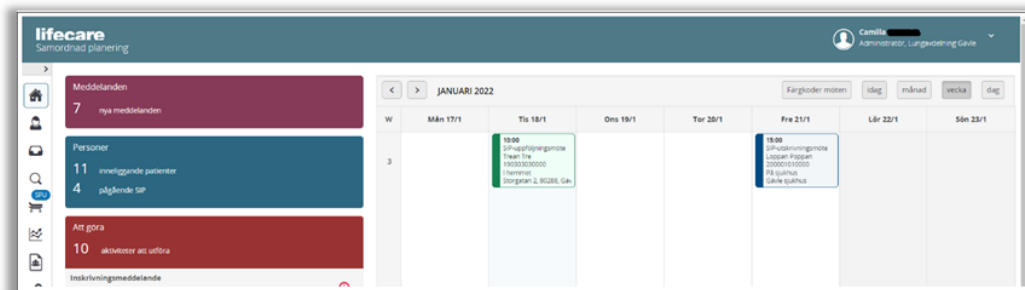 lifecare
Samordnad planering
Camilla
Administratör, Lungavdelning Gävle
Meddelanden
7 nya meddelanden
Personer
11 inneliggande patienter
4 pågående SIP
Att göra
10 aktiviteter att utföra
Inskrivningsmeddelande
SPU
JANUARI 2022
Färgkoder möten
idag
månad
vecka
dag
W Mån 17/1 Tis 18/1 Ons 19/1 Tor 20/1 Fre 21/1 Lör 22/1 Sön 23/1
3
10:00
SIP-uppföljningsmöte
Trean Tre
190303030000
I hemmet
Storgatan 2, 80288, Gäv
15:00
SIP-utskrivningsmöte
Loppan Poppan
200001010000
På sjukhus
Gävle sjukhus